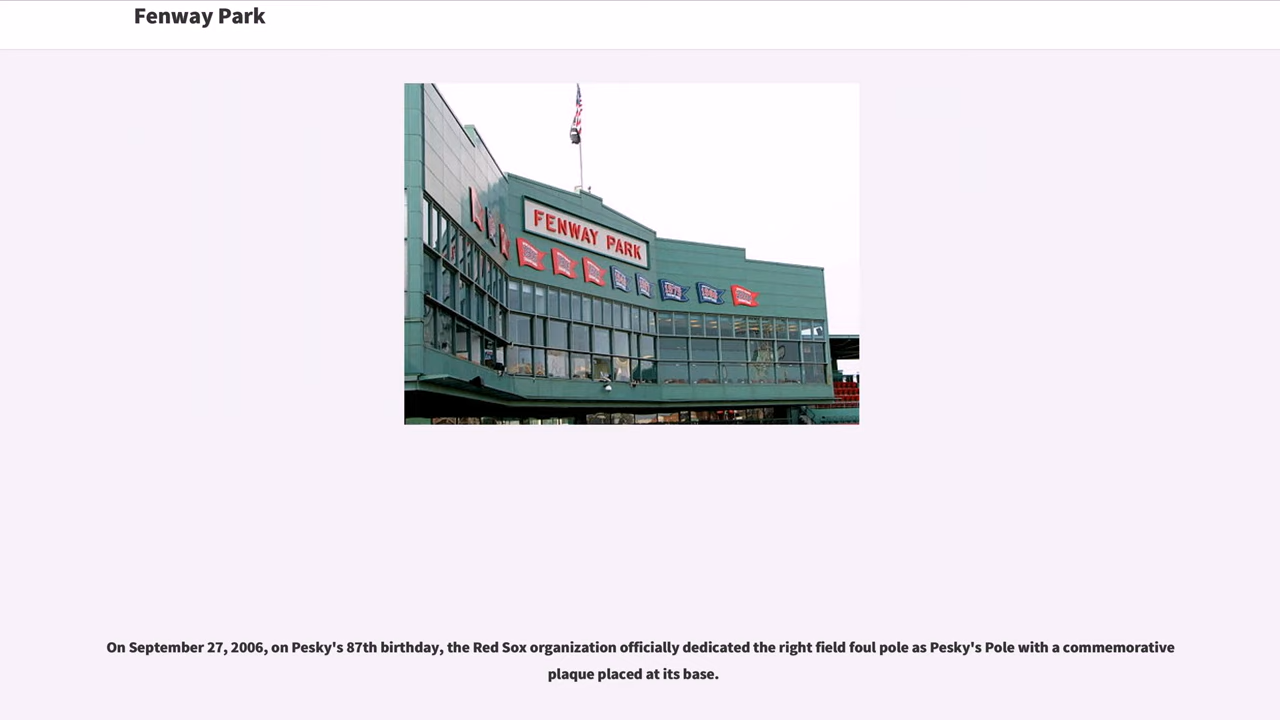 Fenway Park
FENWAY PARK
On September 27, 2006, on Pesky's 87th birthday, the Red Sox organization officially dedicated the right field foul pole as Pesky's Pole with a commemorative
plaque placed at its base.